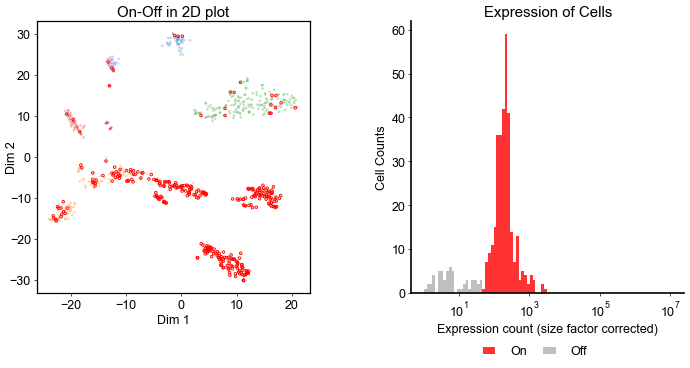 On-Off in 2D plot
30
20
10
0
−10
−20
−30
Dim 2
−20
−10
0
10
20
Dim 1
Expression of Cells
60
50
40
30
20
10
0
Cell Counts
10^1
10^3
10^5
10^7
Expression count (size factor corrected)
On
Off